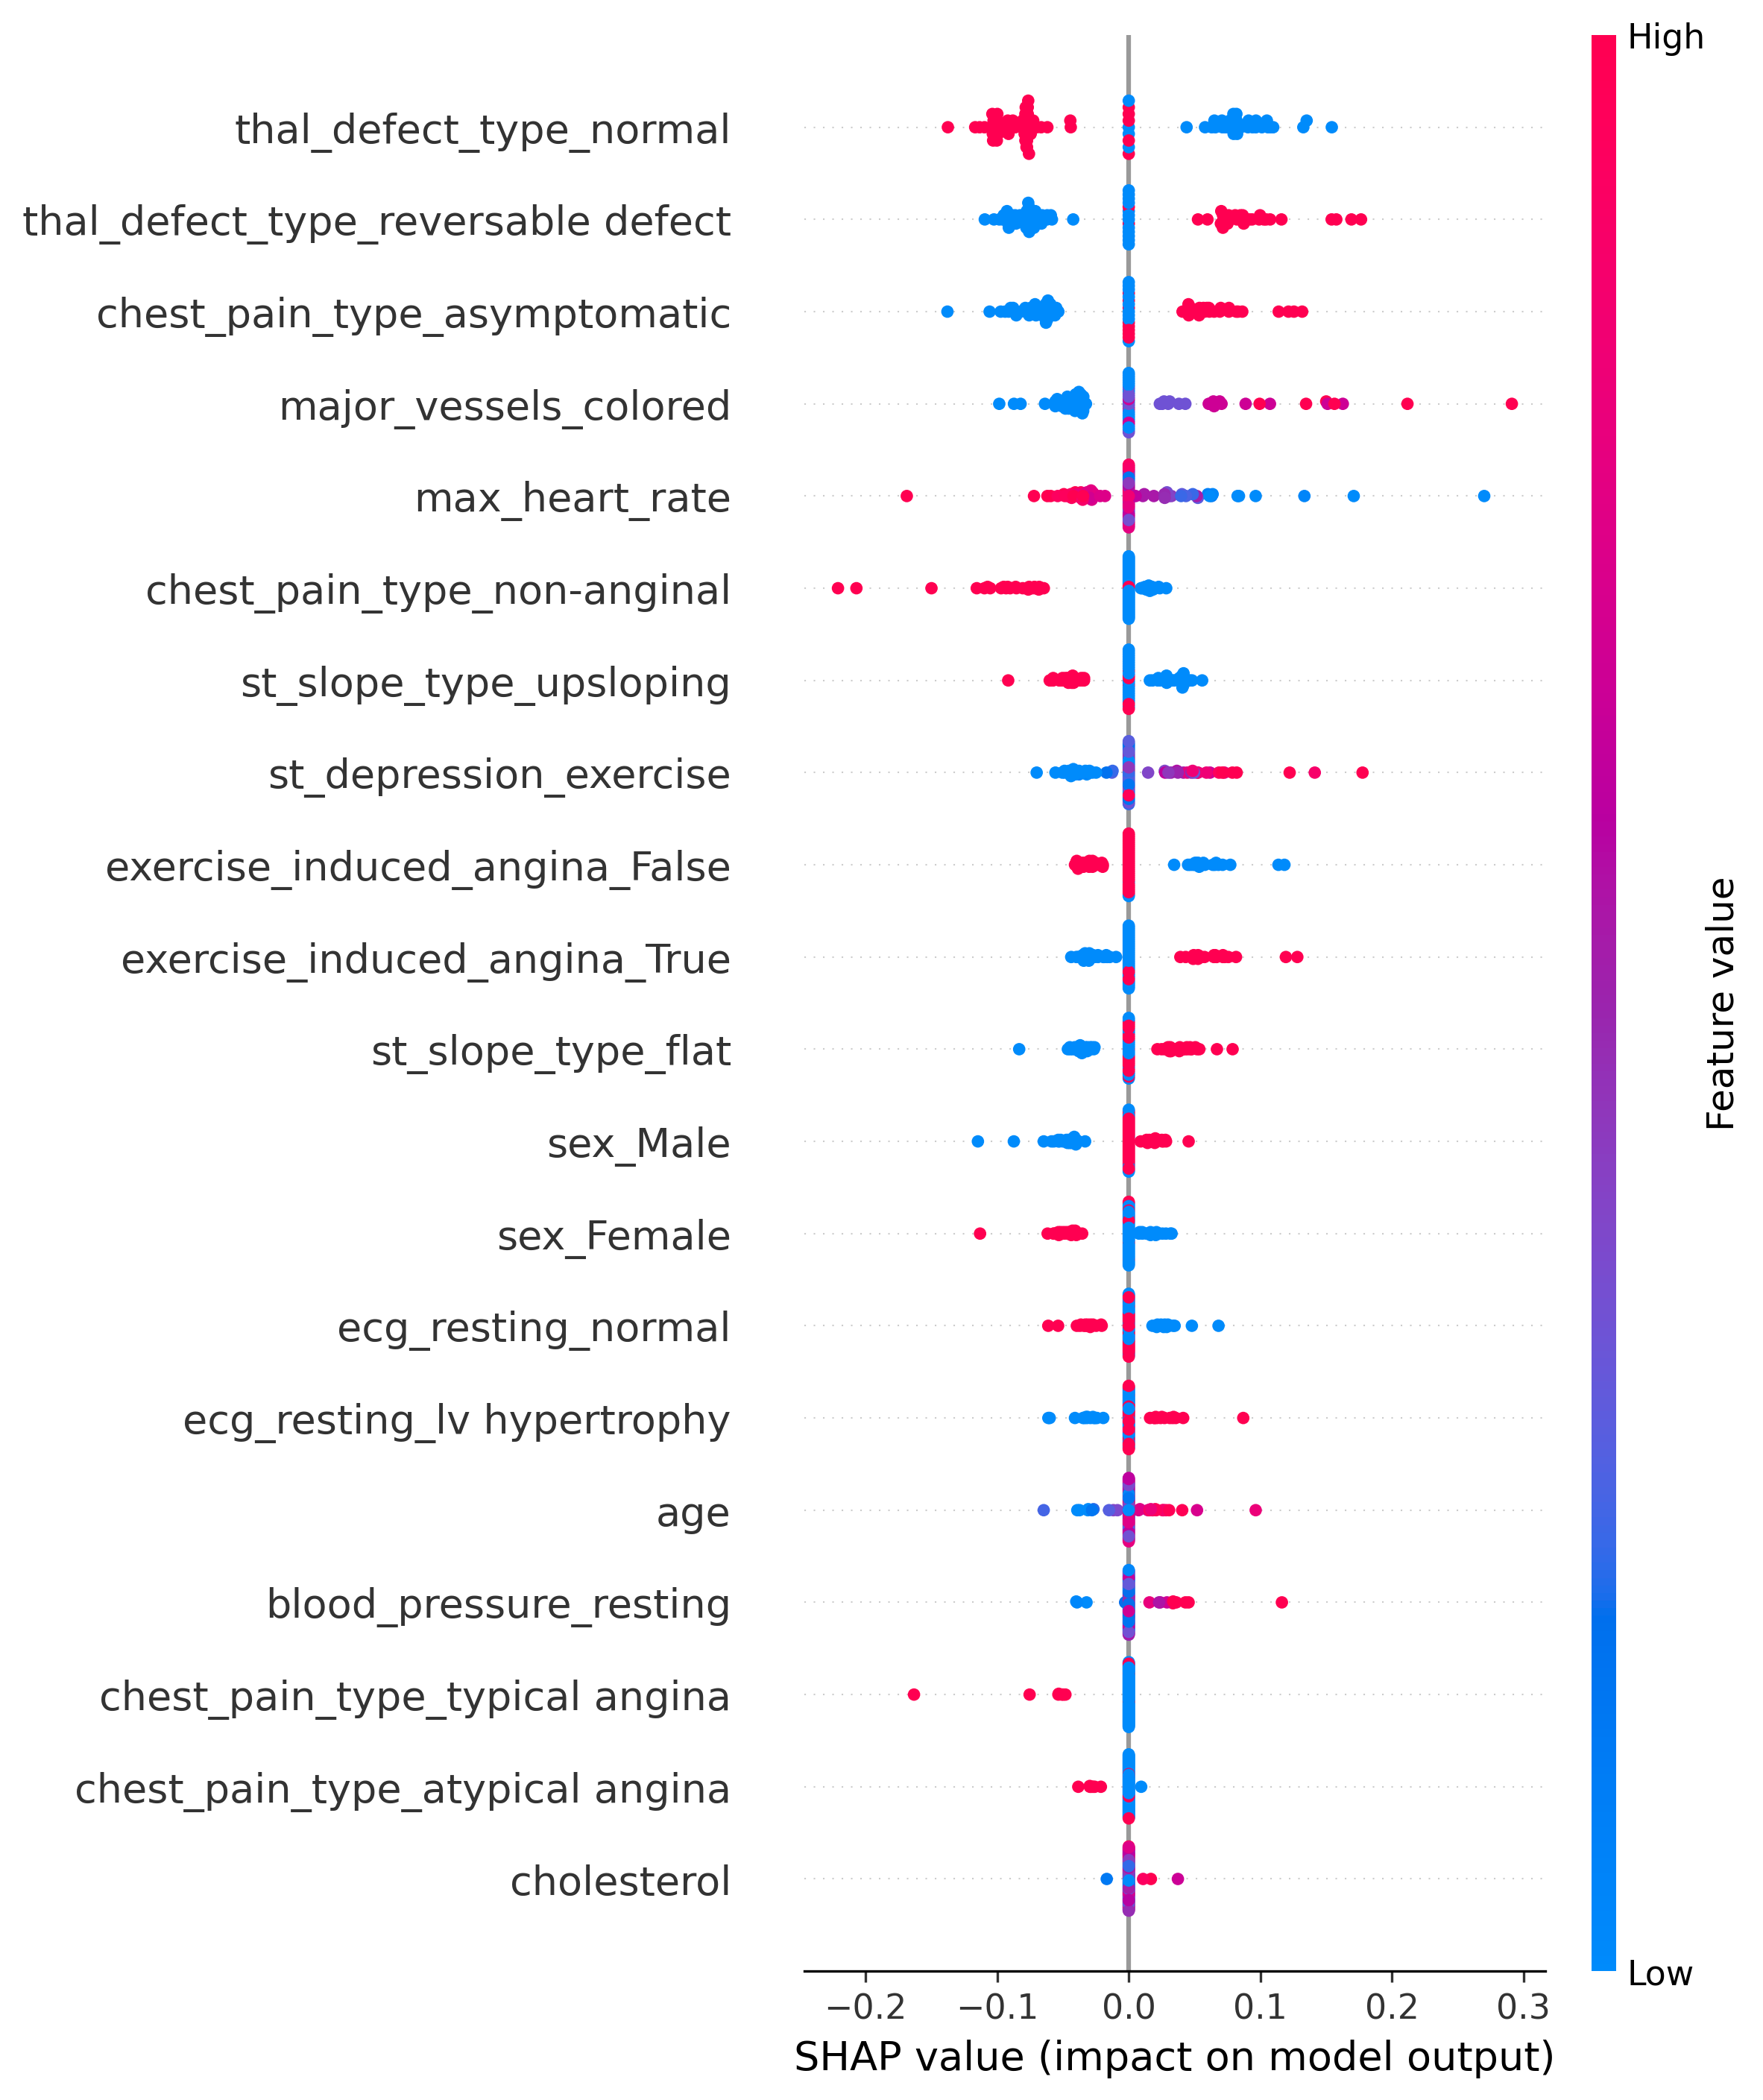 High
thal_defect_type_normal
thal_defect_type_reversable defect
chest_pain_type_asymptomatic
major_vessels_colored
max_heart_rate
chest_pain_type_non-anginal
st_slope_type_upsloping
st_depression_exercise
exercise_induced_angina_False
exercise_induced_angina_True
st_slope_type_flat
sex_Male
sex_Female
ecg_resting_normal
ecg_resting_lv hypertrophy
age
blood_pressure_resting
chest_pain_type_typical angina
chest_pain_type_atypical angina
cholesterol
Feature value
Low
−0.2 −0.1 0.0 0.1 0.2 0.3
SHAP value (impact on model output)